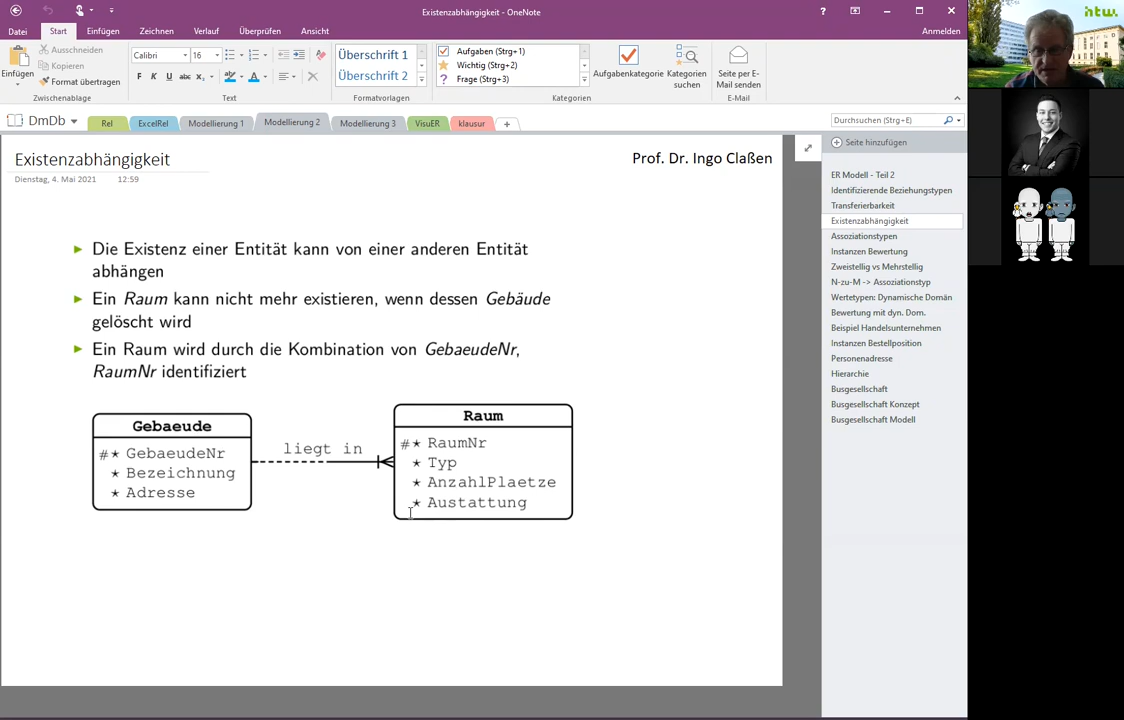 Existenzabhängigkeit - OneNote
?
Datei
Start
Einfügen
Zeichnen
Verlauf
Überprüfen
Ansicht
Anmelden
Einfügen
Ausschneiden
Kopieren
Format übertragen
Zwischenablage
Calibri
16
F K U abc x₂
A
Text
Überschrift 1
Überschrift 2
Formatvorlagen
Aufgaben (Strg+1)
Wichtig (Strg+2)
? Frage (Strg+3)
Aufgabenkategorie
Kategorien
suchen
Kategorien
Seite per E-
Mail senden
E-Mail
DmDb
Rel
ExcelRel
Modellierung 1
Modellierung 2
Modellierung 3
VisuER
klausur
+
Durchsuchen (Strg+E)
Existenzabhängigkeit
Dienstag, 4. Mai 2021 12:59
Prof. Dr. Ingo Claßen
Die Existenz einer Entität kann von einer anderen Entität
abhängen
Ein Raum kann nicht mehr existieren, wenn dessen Gebäude
gelöscht wird
Ein Raum wird durch die Kombination von GebaeudeNr,
RaumNr identifiziert
Gebaeude
#* GebaeudeNr
* Bezeichnung
* Adresse
liegt in
Raum
#* RaumNr
* Typ
* AnzahlPlaetze
* Austattung
Seite hinzufügen
ER Modell - Teil 2
Identifizierende Beziehungstypen
Transferierbarkeit
Existenzabhängigkeit
Assoziationstypen
Instanzen Bewertung
Zweistellig vs Mehrstellig
N-zu-M -> Assoziationstyp
Wertetypen: Dynamische Domän
Bewertung mit dyn. Dom.
Beispiel Handelsunternehmen
Instanzen Bestellposition
Personenadresse
Hierarchie
Busgesellschaft
Busgesellschaft Konzept
Busgesellschaft Modell
htw.